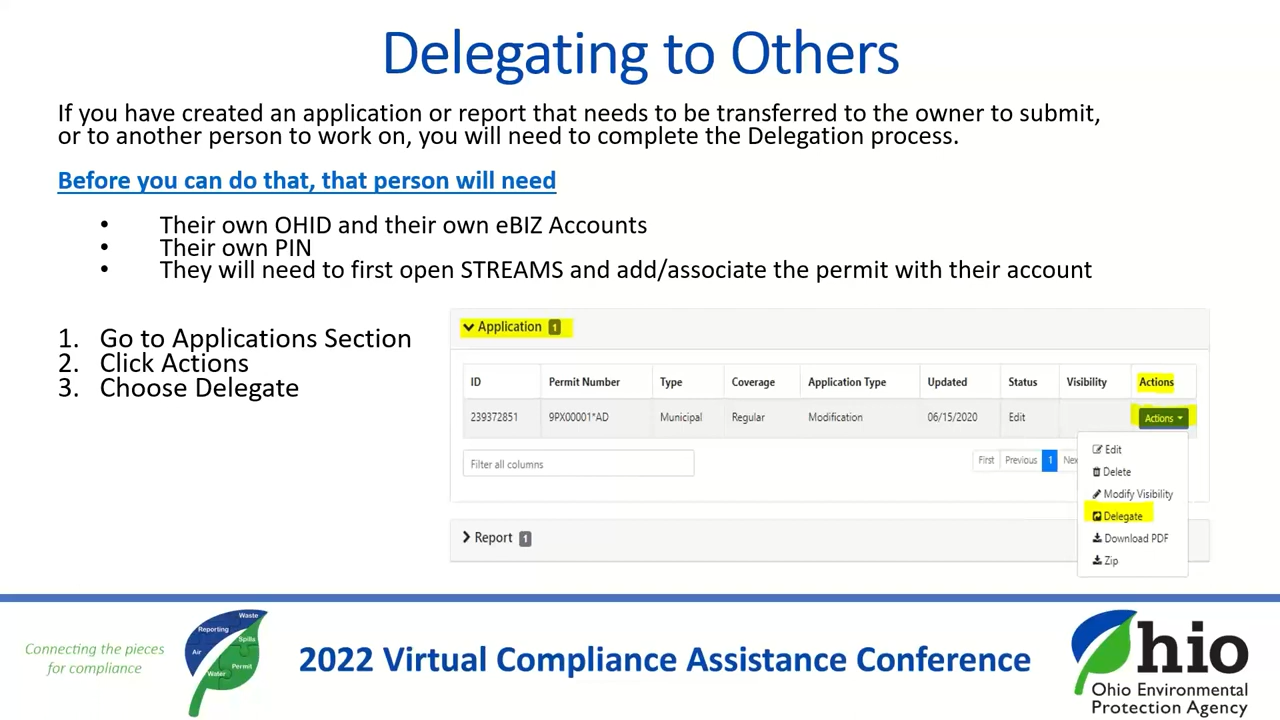 Delegating to Others
If you have created an application or report that needs to be transferred to the owner to submit,
or to another person to work on, you will need to complete the Delegation process.
Before you can do that, that person will need
• Their own OHID and their own eBIZ Accounts
• Their own PIN
• They will need to first open STREAMS and add/associate the permit with their account
1. Go to Applications Section
2. Click Actions
3. Choose Delegate
Application 1
ID Permit Number Type Coverage Application Type Updated Status Visibility Actions
239372851 9PX00001*AD Municipal Regular Modification 06/15/2020 Edit Actions
Filter all columns
First Previous 1 Nex
Edit
Delete
Modify Visibility
Delegate
Download PDF
Zip
Report 1
Connecting the pieces
for compliance
Waste
Reporting
Spills
Air
Permit
Water
2022 Virtual Compliance Assistance Conference
Ohio
Ohio Environmental
Protection Agency